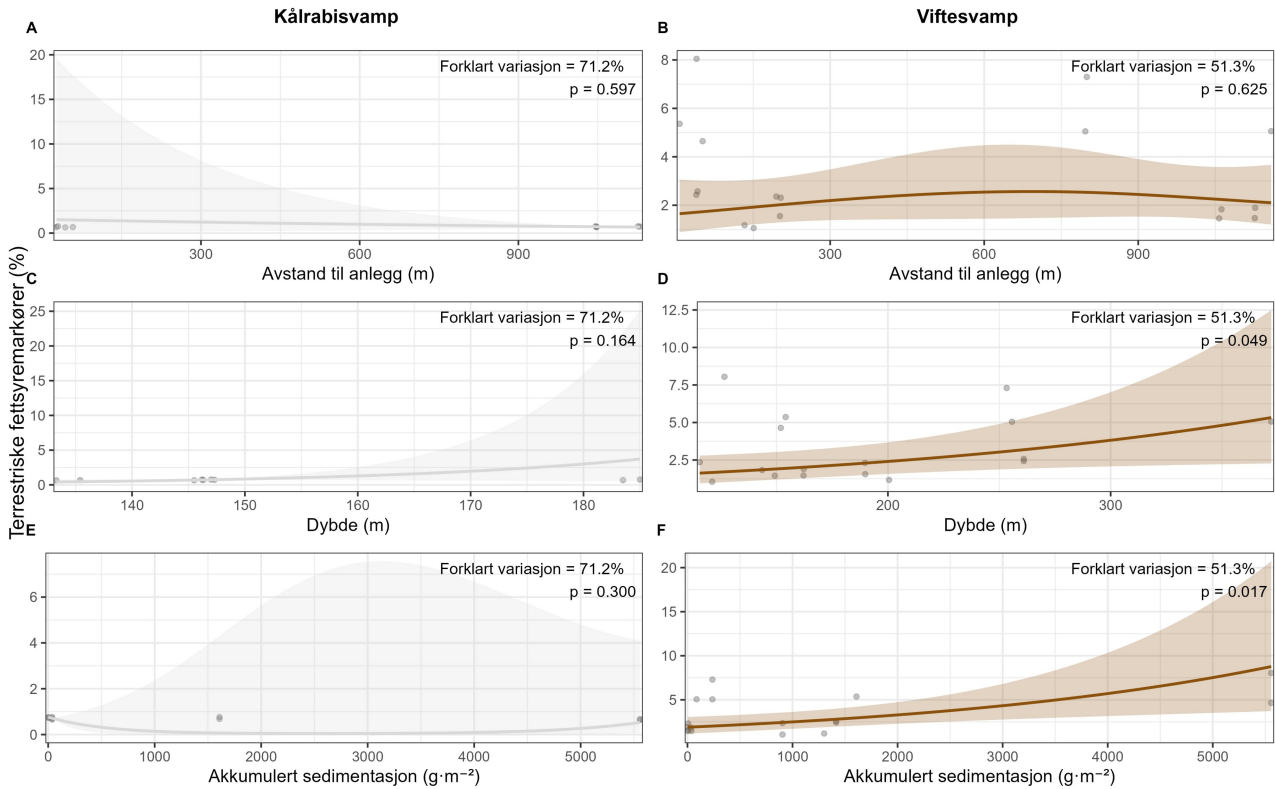 Kålrabisvamp
Viftesvamp
Terrestriske fettsyremarkører (%)
A
Forklart variasjon = 71.2%
p = 0.597
20
15
10
5
0
300
600
900
Avstand til anlegg (m)
B
Forklart variasjon = 51.3%
p = 0.625
8
6
4
2
300
600
900
Avstand til anlegg (m)
C
Forklart variasjon = 71.2%
p = 0.164
25
20
15
10
5
0
140
150
160
170
180
Dybde (m)
D
Forklart variasjon = 51.3%
p = 0.049
12.5
10.0
7.5
5.0
2.5
200
300
Dybde (m)
E
Forklart variasjon = 71.2%
p = 0.300
6
4
2
0
0
1000
2000
3000
4000
5000
Akkumulert sedimentasjon (g·m⁻²)
F
Forklart variasjon = 51.3%
p = 0.017
20
15
10
5
0
1000
2000
3000
4000
5000
Akkumulert sedimentasjon (g·m⁻²)